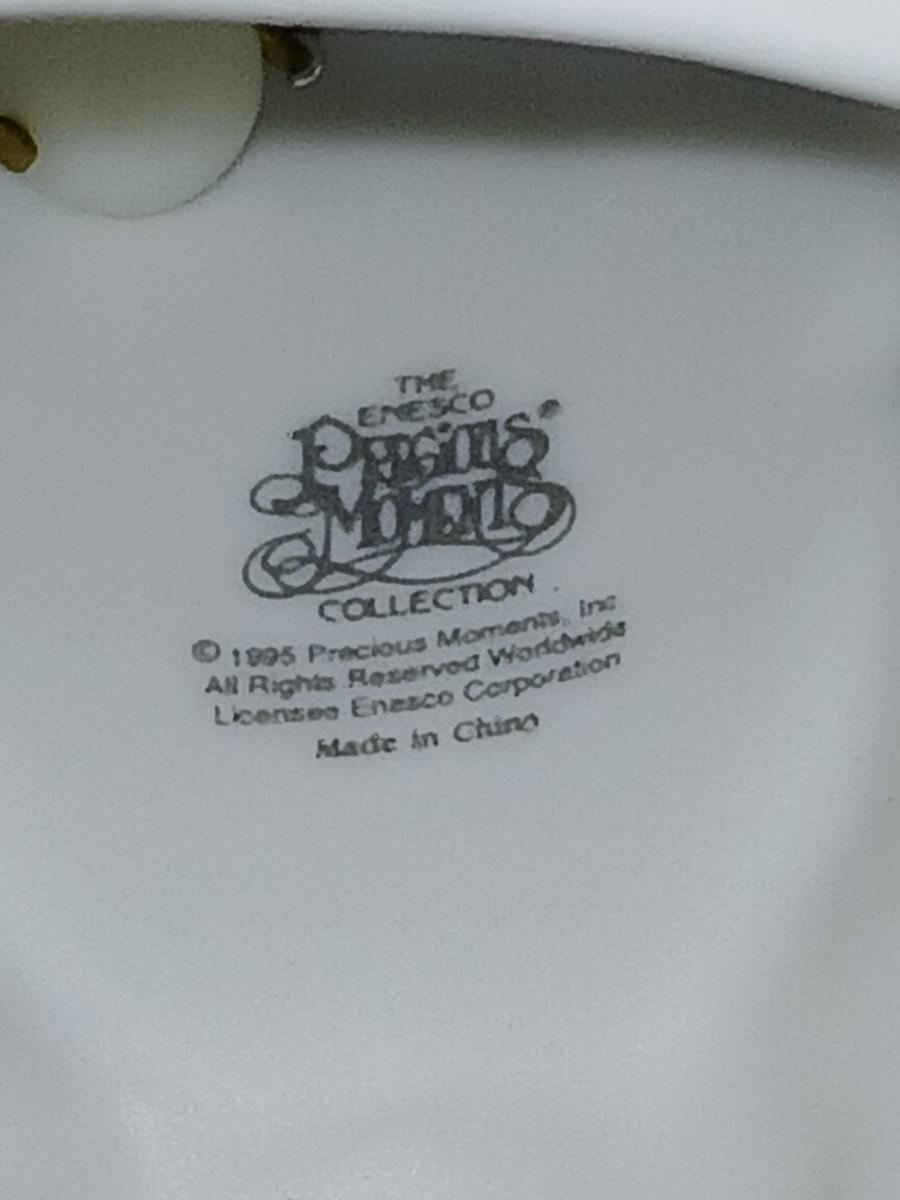 THE
ENESCO
PRECIOUS®
MOMENTS
COLLECTION
© 1995 Precious Moments, Inc
All Rights Reserved Worldwide
Licensee Enesco Corporation
Made in China